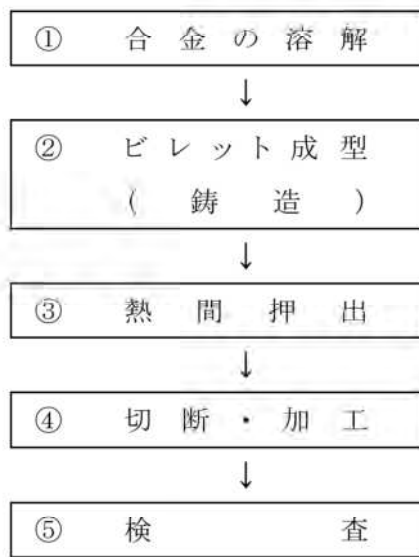 ① 合金の溶解
↓
② ビレット成型
(鋳造)
↓
③ 熱間押出
↓
④ 切断・加工
↓
⑤ 検査